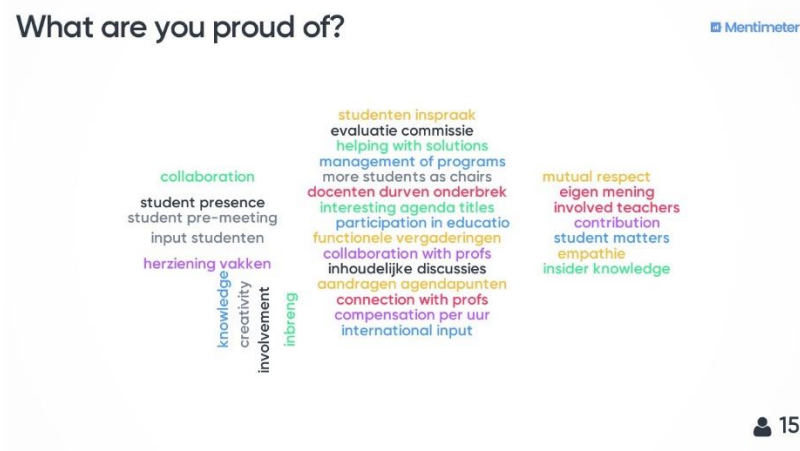 What are you proud of?
Mentimeter
studenten inspraak
evaluatie commissie
helping with solutions
management of programs
more students as chairs
docenten durven onderbrek
interesting agenda titles
participation in educatio
functionele vergaderingen
collaboration with profs
inhoudelijke discussies
aandragen agendapunten
connection with profs
compensation per uur
international input
collaboration
student presence
student pre-meeting
input studenten
herziening vakken
knowledge
creativity
involvement
inbreng
mutual respect
eigen mening
involved teachers
contribution
student matters
empathie
insider knowledge
15